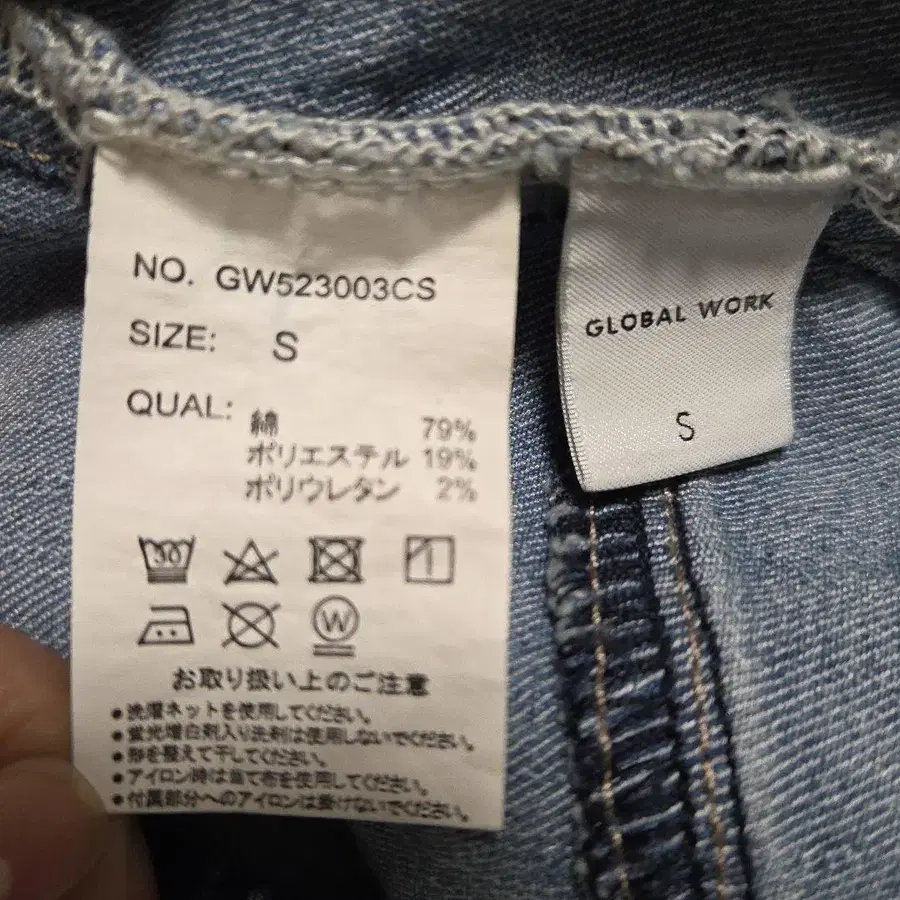 NO. GW523003CS
SIZE: S
QUAL: 綿 79%
ポリエステル 19%
ポリウレタン 2%
30
W
お取り扱い上のご注意
●洗濯ネットを使用してください。
●蛍光増白剤入り洗剤は使用しないでください。
●形を整えて干してください。
●アイロン時は当て布を使用してください。
●付属部分へのアイロンは掛けないでください。
GLOBAL WORK
S